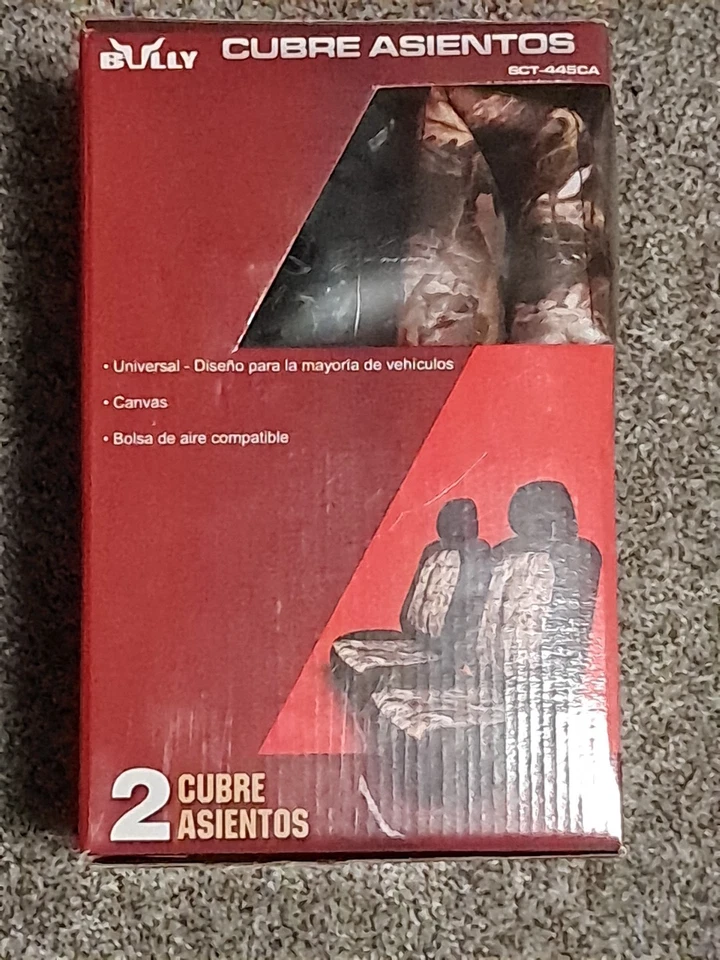 BULLY CUBRE ASIENTOS
SCT-445CA
• Universal - Diseño para la mayoría de vehiculos
• Canvas
• Bolsa de aire compatible
2 CUBRE
ASIENTOS